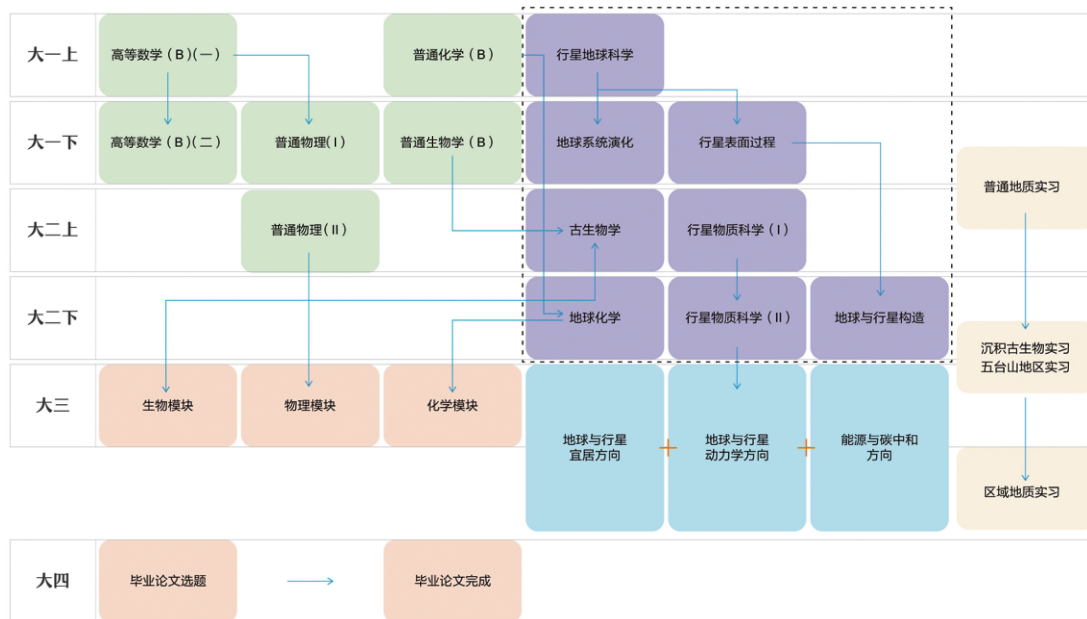 大一上
高等数学（B）(一)
普通化学（B）
行星地球科学
大一下
高等数学（B）(二)
普通物理(I)
普通生物学（B）
地球系统演化
行星表面过程
普通地质实习
大二上
普通物理(II)
古生物学
行星物质科学（I）
大二下
地球化学
行星物质科学（II）
地球与行星构造
沉积古生物实习
五台山地区实习
大三
生物模块
物理模块
化学模块
地球与行星
宜居方向
地球与行星
动力学方向
能源与碳中和
方向
区域地质实习
大四
毕业论文选题
毕业论文完成